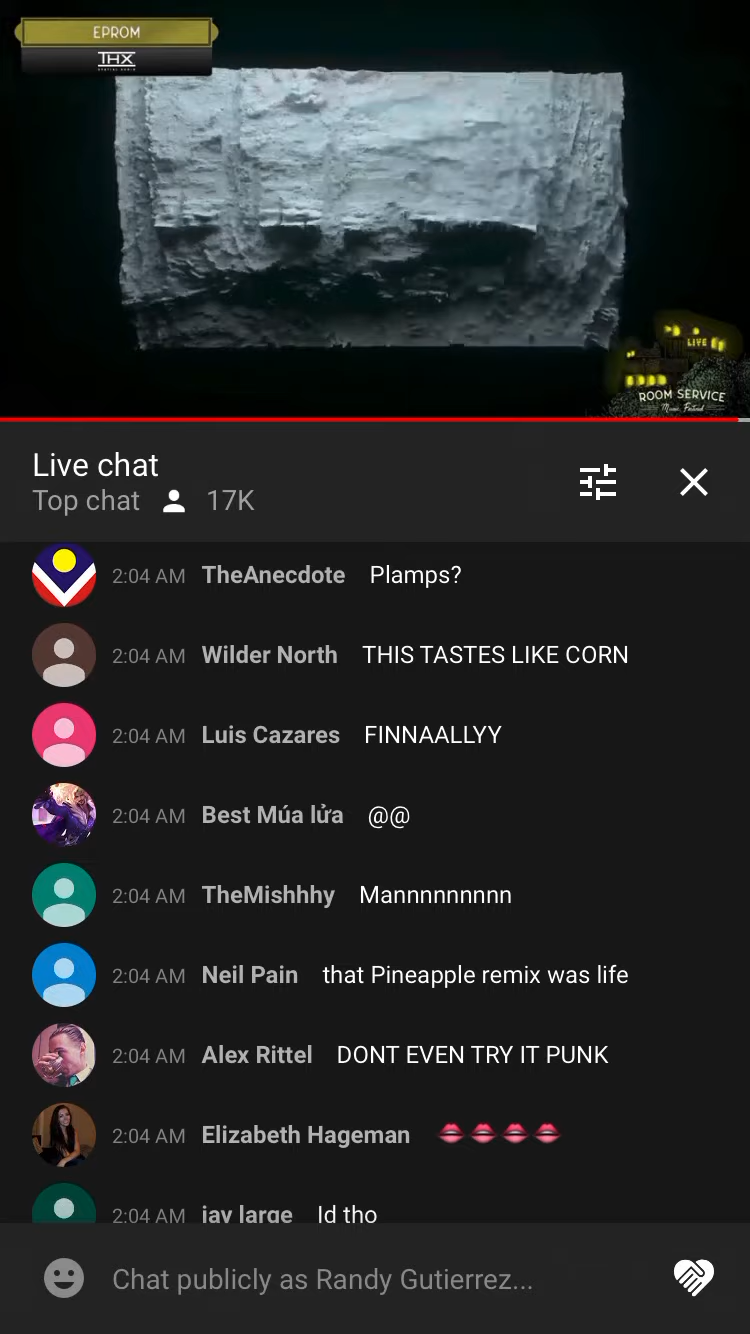 EPROM
THX
LIVE
ROOM SERVICE
Music Festival
Live chat
Top chat 17K
2:04 AM TheAnecdote Plamps?
2:04 AM Wilder North THIS TASTES LIKE CORN
2:04 AM Luis Cazares FINNAALLYY
2:04 AM Best Múa lửa @@
2:04 AM TheMishhhy Mannnnnnnnn
2:04 AM Neil Pain that Pineapple remix was life
2:04 AM Alex Rittel DONT EVEN TRY IT PUNK
2:04 AM Elizabeth Hageman 💋💋💋💋
2:04 AM jay large Id tho
Chat publicly as Randy Gutierrez...